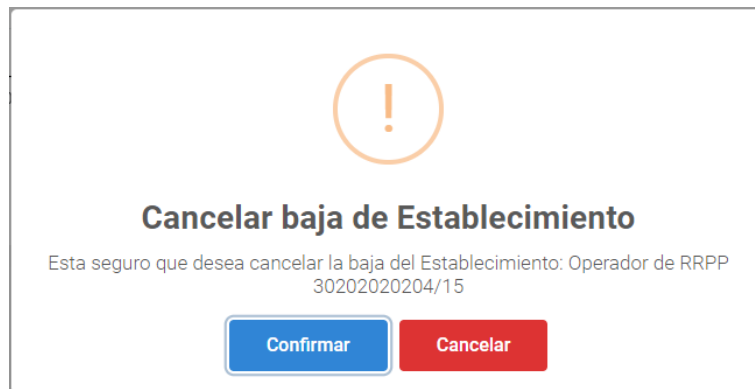 !
Cancelar baja de Establecimiento
Esta seguro que desea cancelar la baja del Establecimiento: Operador de RRPP
30202020204/15
Confirmar
Cancelar